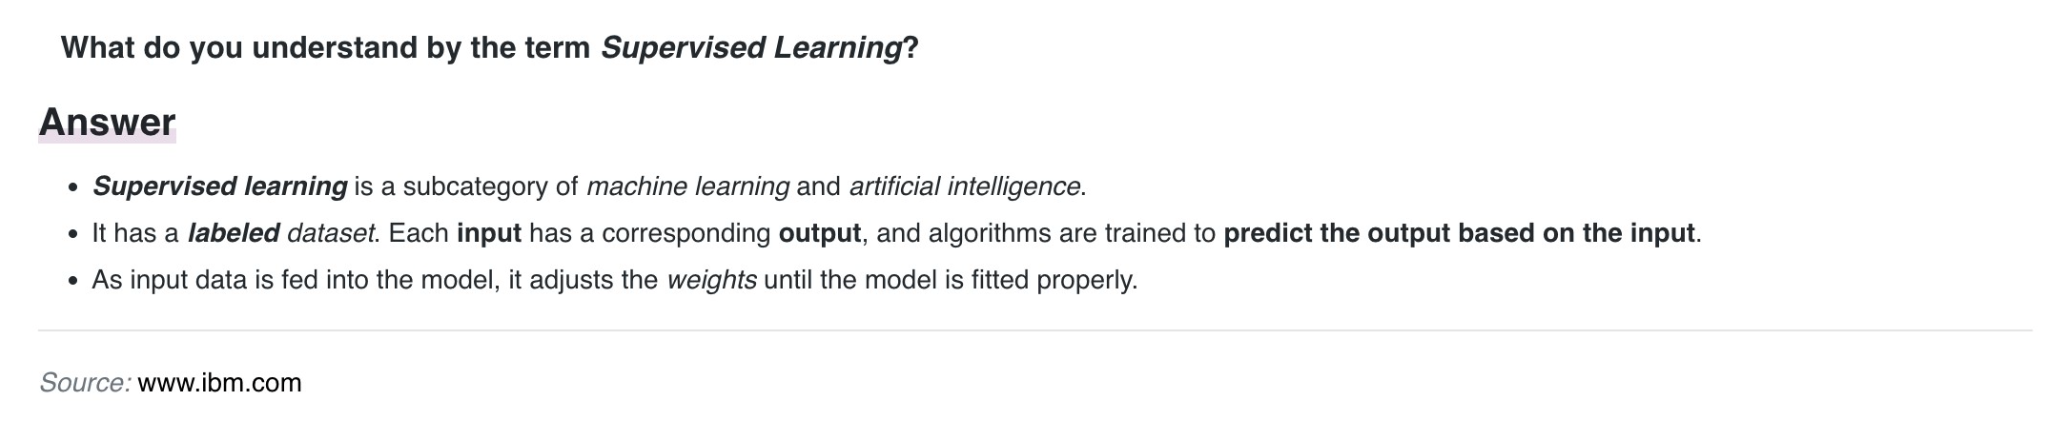 What do you understand by the term Supervised Learning?
Answer
• Supervised learning is a subcategory of machine learning and artificial intelligence.
• It has a labeled dataset. Each input has a corresponding output, and algorithms are trained to predict the output based on the input.
• As input data is fed into the model, it adjusts the weights until the model is fitted properly.
Source: www.ibm.com